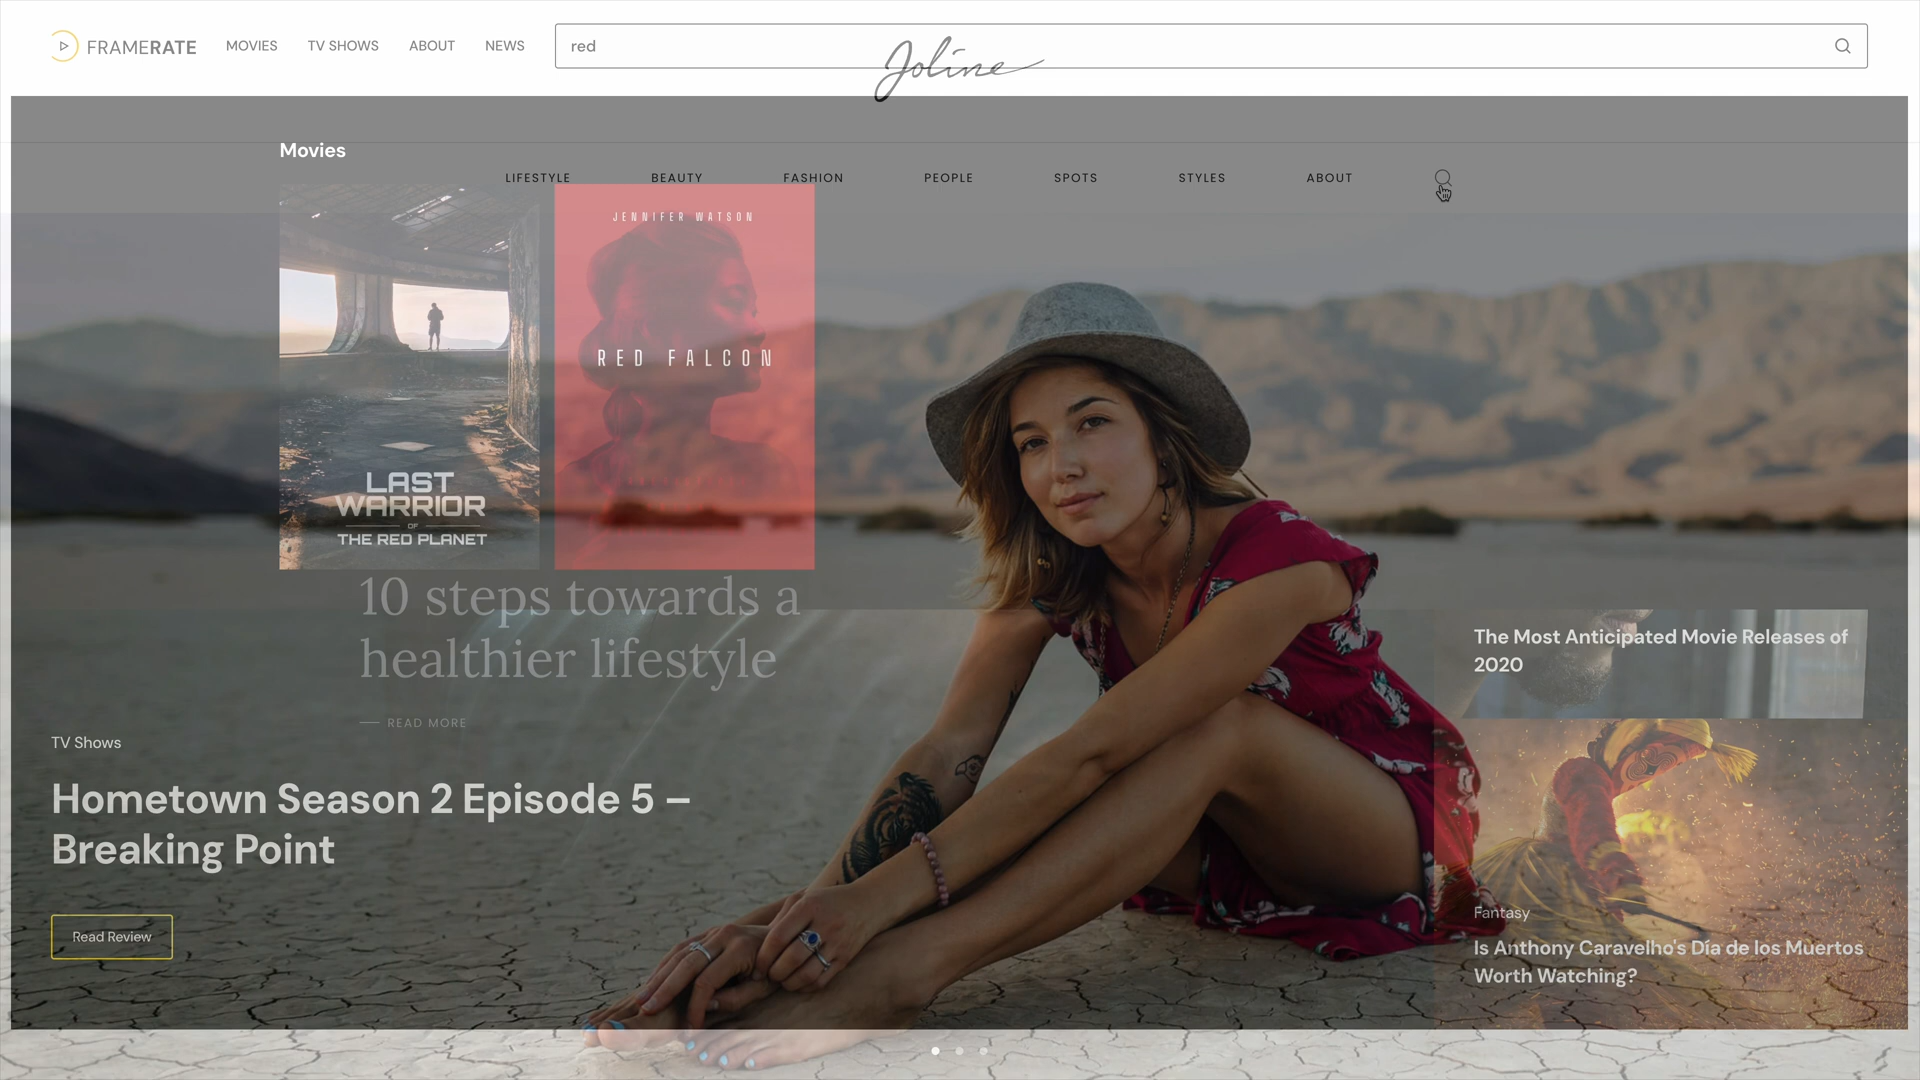 FRAMERATE
MOVIES
TV SHOWS
ABOUT
NEWS
red
Joline
Movies
LIFESTYLE
BEAUTY
FASHION
PEOPLE
SPOTS
STYLES
ABOUT
JENNIFER WATSON
RED FALCON
LAST
WARRIOR
OF
THE RED PLANET
10 steps towards a
healthier lifestyle
READ MORE
The Most Anticipated Movie Releases of
2020
TV Shows
Hometown Season 2 Episode 5 –
Breaking Point
Read Review
Fantasy
Is Anthony Caravelho's Día de los Muertos
Worth Watching?